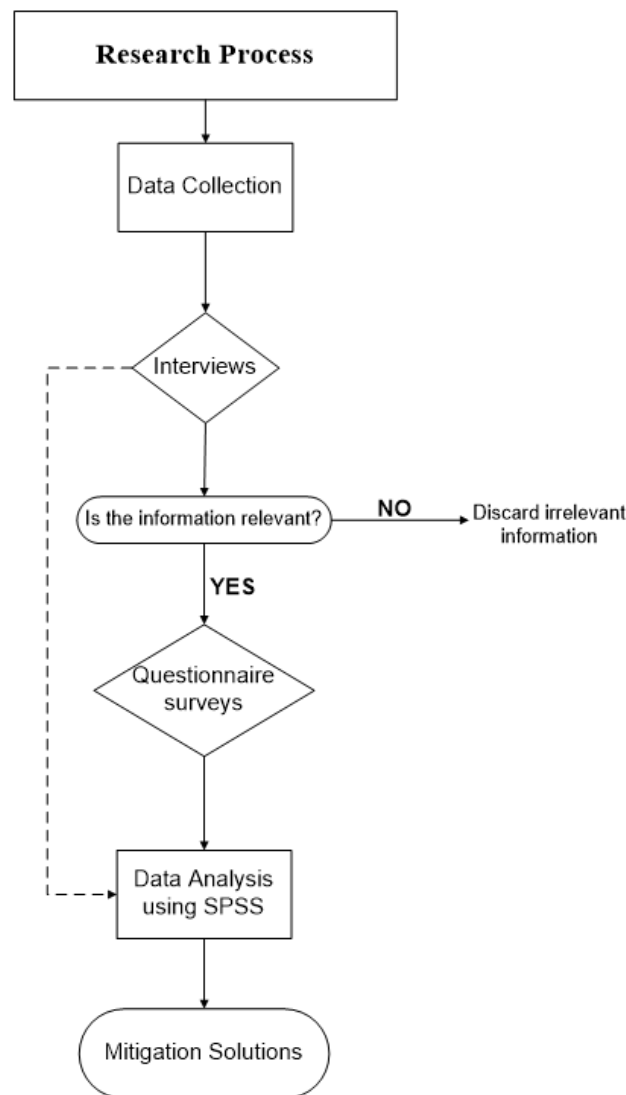 Research Process
Data Collection
Interviews
Is the information relevant?
NO
Discard irrelevant
information
YES
Questionnaire
surveys
Data Analysis
using SPSS
Mitigation Solutions